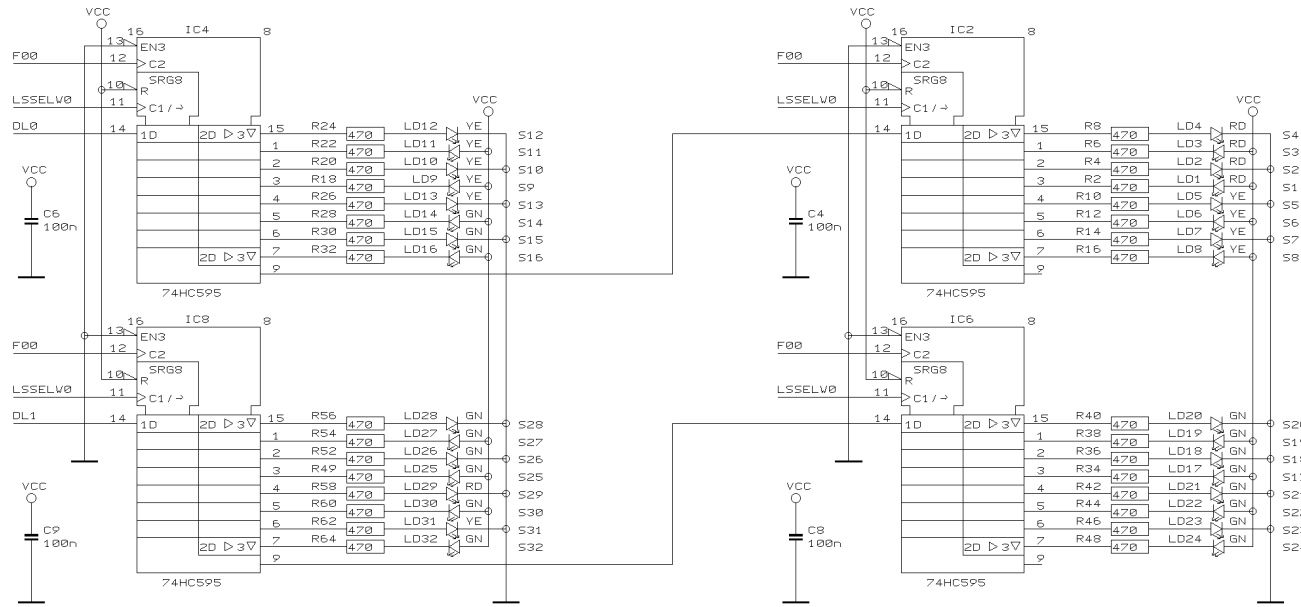 VCC
16 IC4 8
13 EN3
F00 12 C2
SRG8
10 R
LSSELW0 11 C1/→
DL0 14 1D 2D ▷ 3▽
VCC
15 R24 470 LD12 YE S12
1 R22 470 LD11 YE S11
2 R20 470 LD10 YE S10
3 R18 470 LD9 YE S9
4 R26 470 LD13 YE S13
5 R28 470 LD14 GN S14
6 R30 470 LD15 GN S15
2D ▷ 3▽ 7 R32 470 LD16 GN S16
9
74HC595
VCC
C6
100n
VCC
16 IC2 8
13 EN3
F00 12 C2
SRG8
10 R
LSSELW0 11 C1/→
14 1D 2D ▷ 3▽
VCC
15 R8 470 LD4 RD S4
1 R6 470 LD3 RD S3
2 R4 470 LD2 RD S2
3 R2 470 LD1 RD S1
4 R10 470 LD5 YE S5
5 R12 470 LD6 YE S6
6 R14 470 LD7 YE S7
2D ▷ 3▽ 7 R16 470 LD8 YE S8
9
74HC595
VCC
C4
100n
16 IC8 8
13 EN3
F00 12 C2
SRG8
10 R
LSSELW0 11 C1/→
DL1 14 1D 2D ▷ 3▽
15 R56 470 LD28 GN S28
1 R54 470 LD27 GN S27
2 R52 470 LD26 GN S26
3 R49 470 LD25 GN S25
4 R58 470 LD29 RD S29
5 R60 470 LD30 GN S30
6 R62 470 LD31 YE S31
2D ▷ 3▽ 7 R64 470 LD32 GN S32
9
74HC595
VCC
C9
100n
16 IC6 8
13 EN3
F00 12 C2
SRG8
10 R
LSSELW0 11 C1/→
14 1D 2D ▷ 3▽
15 R40 470 LD20 GN
1 R38 470 LD19 GN
2 R36 470 LD18 GN
3 R34 470 LD17 GN
4 R42 470 LD21 GN
5 R44 470 LD22 GN
6 R46 470 LD23 GN
2D ▷ 3▽ 7 R48 470 LD24 GN
9
74HC595
VCC
C8
100n